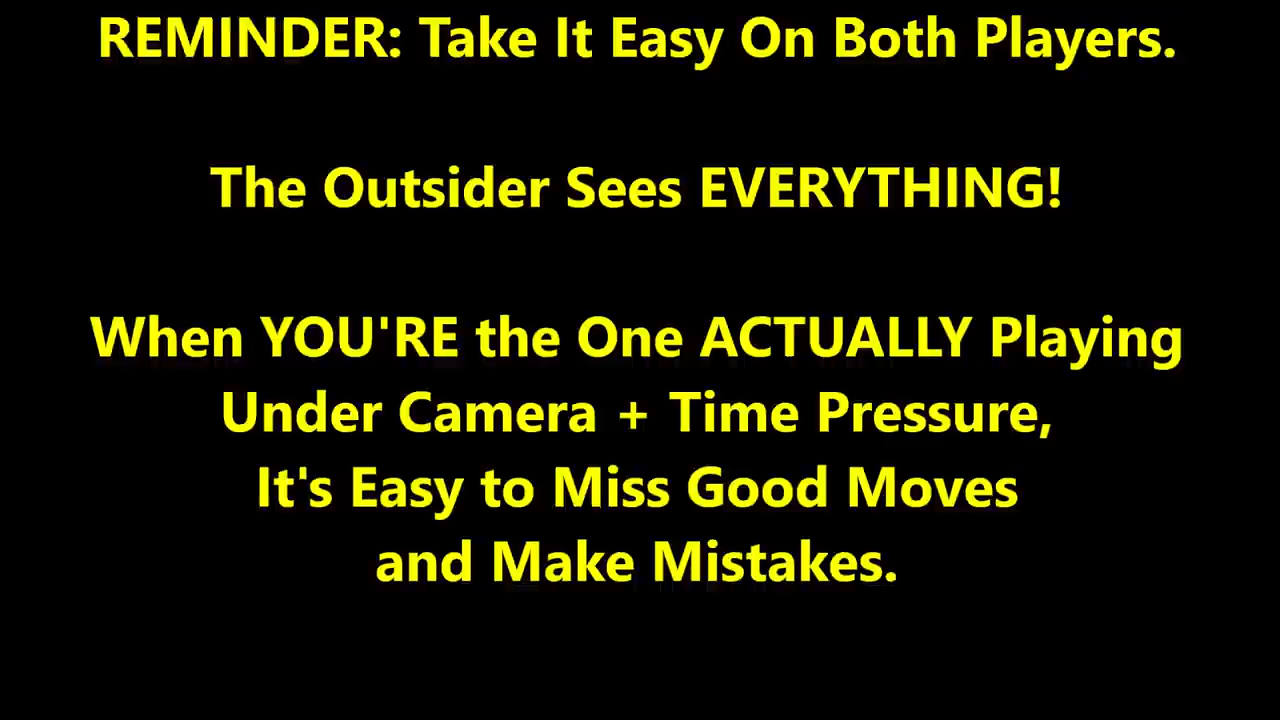 REMINDER: Take It Easy On Both Players.
The Outsider Sees EVERYTHING!
When YOU'RE the One ACTUALLY Playing
Under Camera + Time Pressure,
It's Easy to Miss Good Moves
and Make Mistakes.